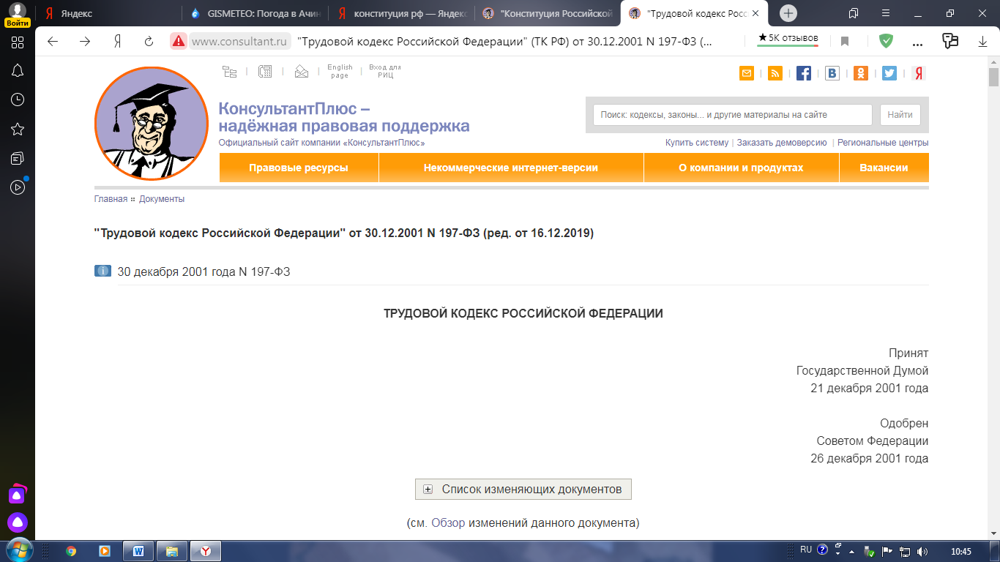 Войти
Яндекс
GISMETEO: Погода в Ачин
конституция рф — Яндекс
"Конституция Российской
"Трудовой кодекс Росс
www.consultant.ru
"Трудовой кодекс Российской Федерации" (ТК РФ) от 30.12.2001 N 197-ФЗ (...
★5K отзывов
English
page
Вход для
РИЦ
КонсультантПлюс –
надёжная правовая поддержка
Официальный сайт компании «КонсультантПлюс»
Поиск: кодексы, законы... и другие материалы на сайте
Найти
Купить систему | Заказать демоверсию | Региональные центры
Правовые ресурсы
Некоммерческие интернет-версии
О компании и продуктах
Вакансии
Главная :: Документы
"Трудовой кодекс Российской Федерации" от 30.12.2001 N 197-ФЗ (ред. от 16.12.2019)
30 декабря 2001 года N 197-ФЗ
ТРУДОВОЙ КОДЕКС РОССИЙСКОЙ ФЕДЕРАЦИИ
Принят
Государственной Думой
21 декабря 2001 года
Одобрен
Советом Федерации
26 декабря 2001 года
Список изменяющих документов
(см. Обзор изменений данного документа)
RU
10:45